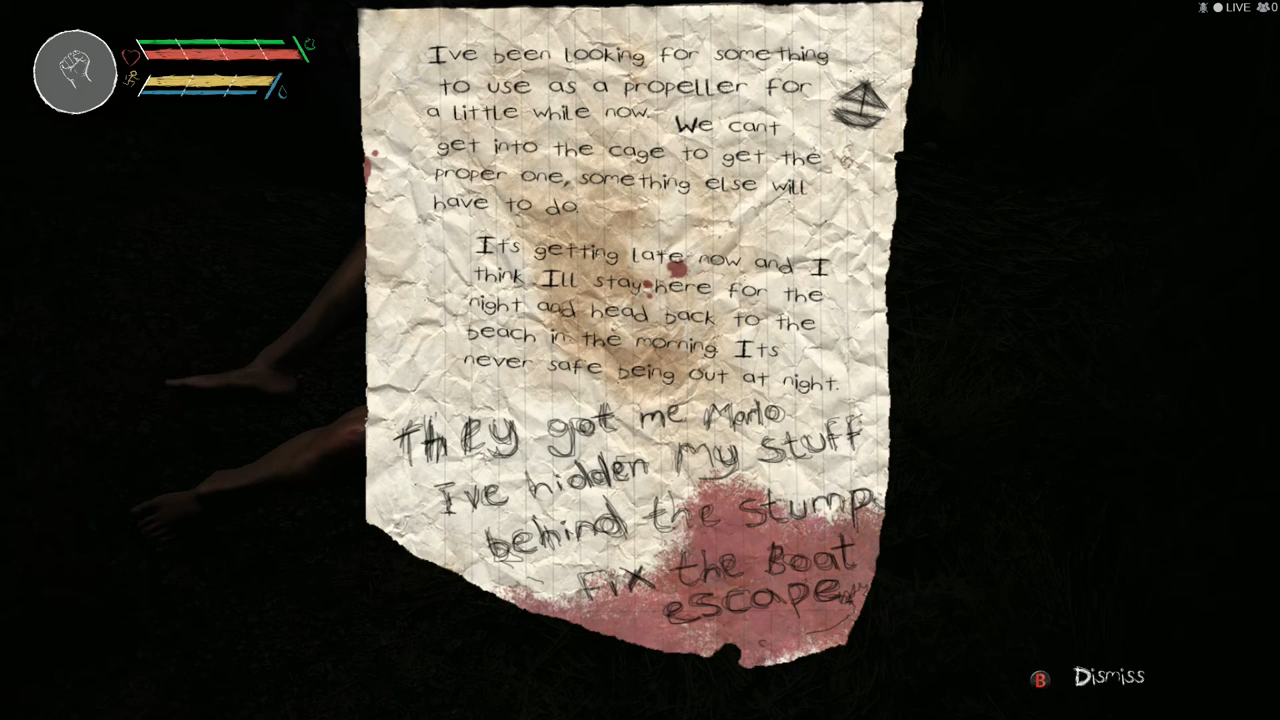 LIVE 0
Ive been looking for something
to use as a propeller for
a little while now. We cant
get into the cage to get the
proper one, something else will
have to do.
Its getting late now and I
think Ill stay here for the
night and head back to the
beach in the morning. Its
never safe being out at night.
They got me Marlo
I've hidden my stuff
behind the stump
Fix the Boat
escape
B Dismiss